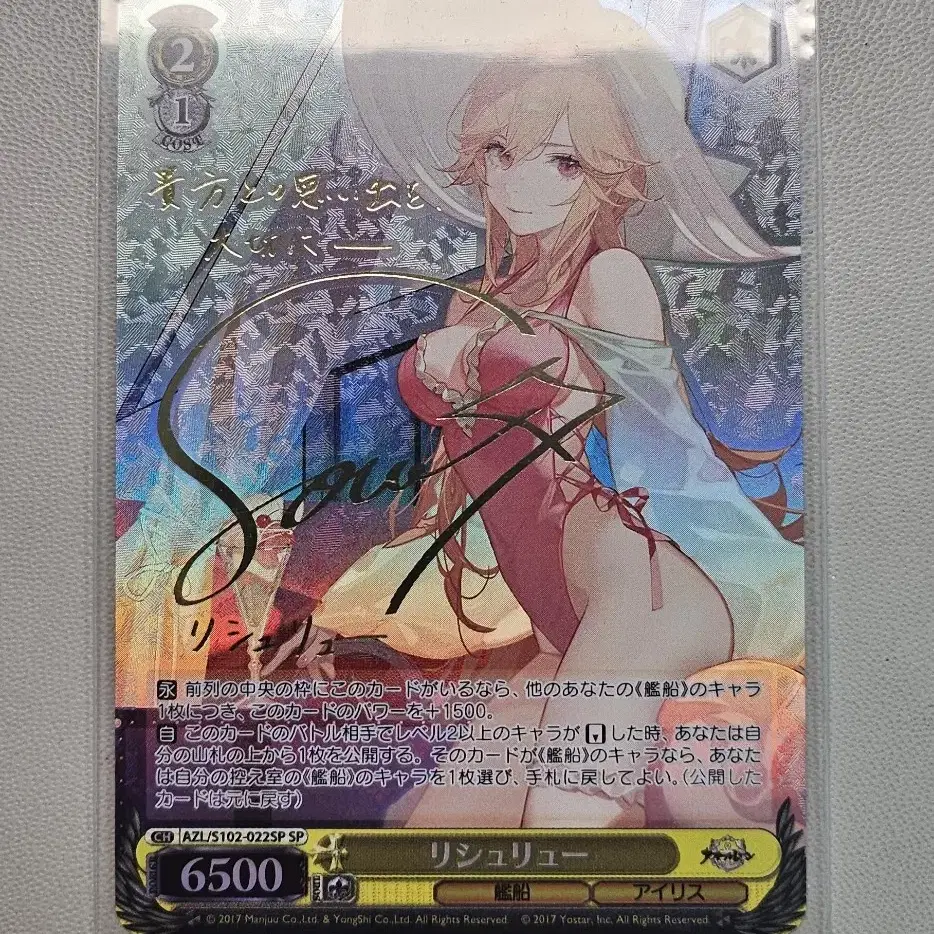 2
1
COST
貴方との思い出を、
大切に──
リシュリュー
永 前列の中央の枠にこのカードがいるなら、他のあなたの《艦船》のキャラ
1枚につき、このカードのパワーを+1500。
自 このカードのバトル相手でレベル2以上のキャラがした時、あなたは自
分の山札の上から1枚を公開する。そのカードが《艦船》のキャラなら、あなた
は自分の控え室の《艦船》のキャラを1枚選び、手札に戻してよい。(公開した
カードは元に戻す)
CH AZL/S102-022SP SP
6500
リシュリュー
アズールレーン
艦船 アイリス
© 2017 Manjuu Co.,Ltd. & YongShi Co.,Ltd. All Rights Reserved. © 2017 Yostar, Inc. All Rights Reserved.